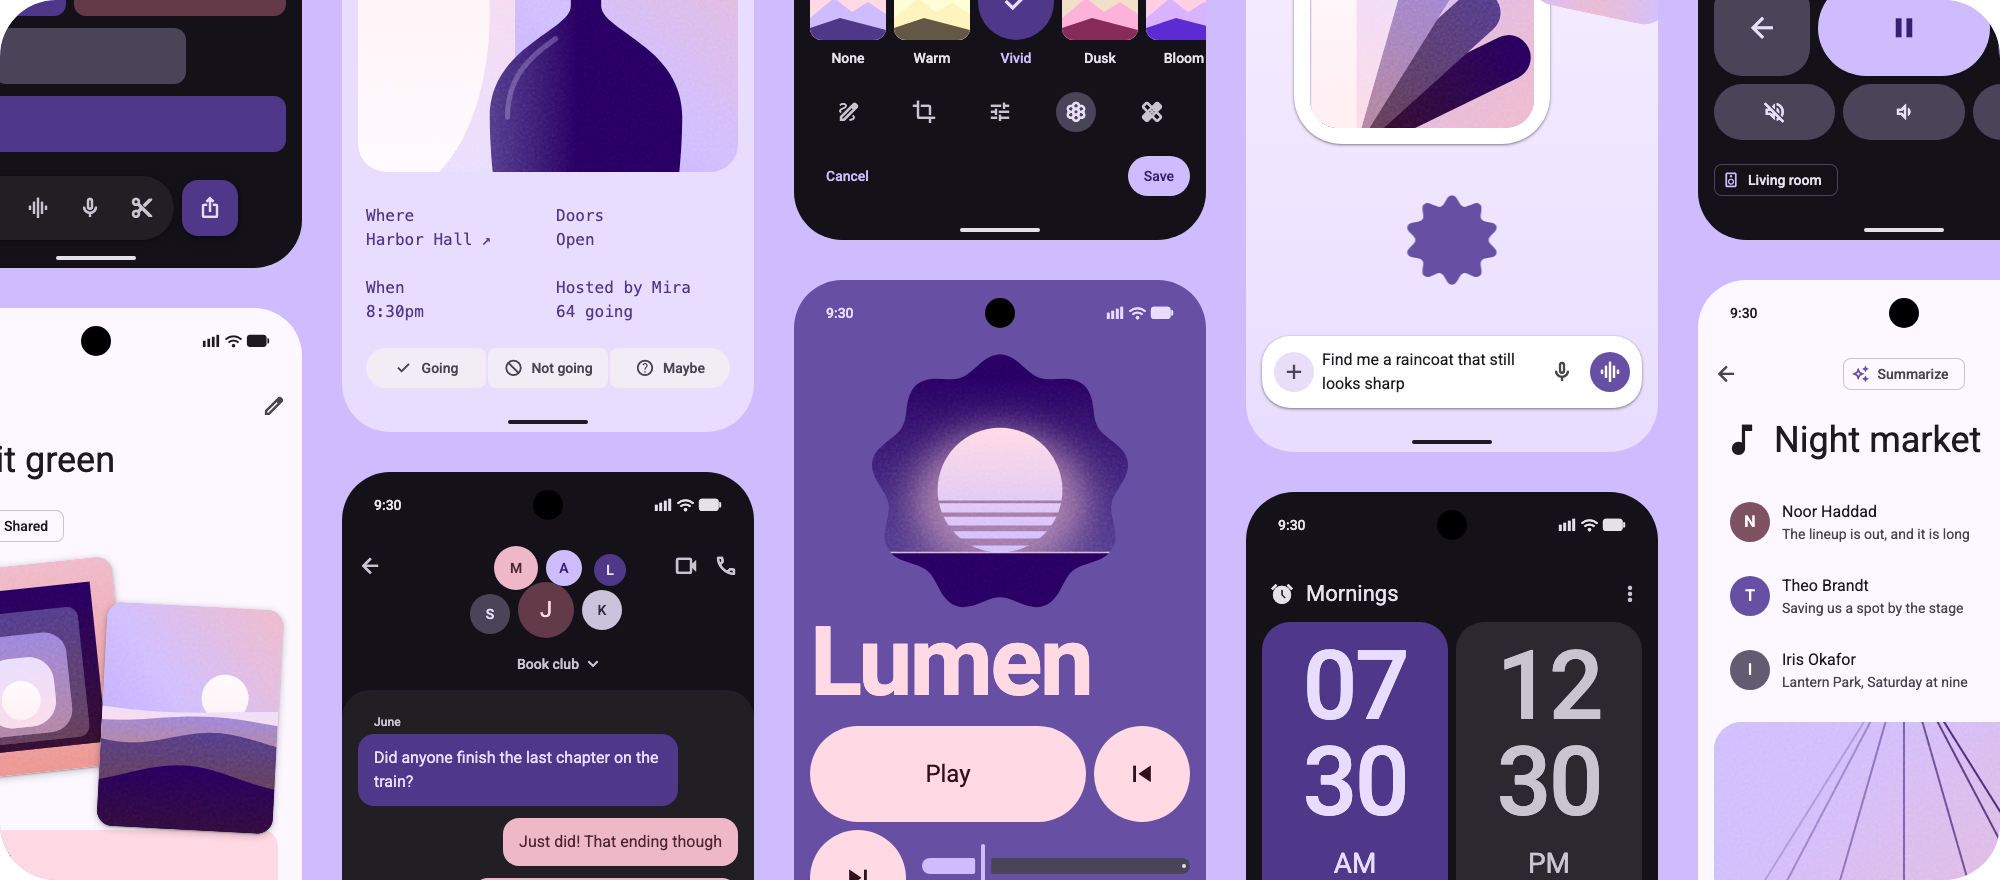 it green
Shared
Where
Harbor Hall ↗
Doors
Open
When
8:30pm
Hosted by Mira
64 going
Going
Not going
Maybe
9:30
M
A
L
S
J
K
Book club
June
Did anyone finish the last chapter on the
train?
Just did! That ending though
None
Warm
Vivid
Dusk
Bloom
Cancel
Save
9:30
Lumen
Play
Find me a raincoat that still
looks sharp
9:30
Mornings
07
30
AM
12
30
PM
Living room
9:30
Summarize
Night market
N
Noor Haddad
The lineup is out, and it is long
T
Theo Brandt
Saving us a spot by the stage
I
Iris Okafor
Lantern Park, Saturday at nine